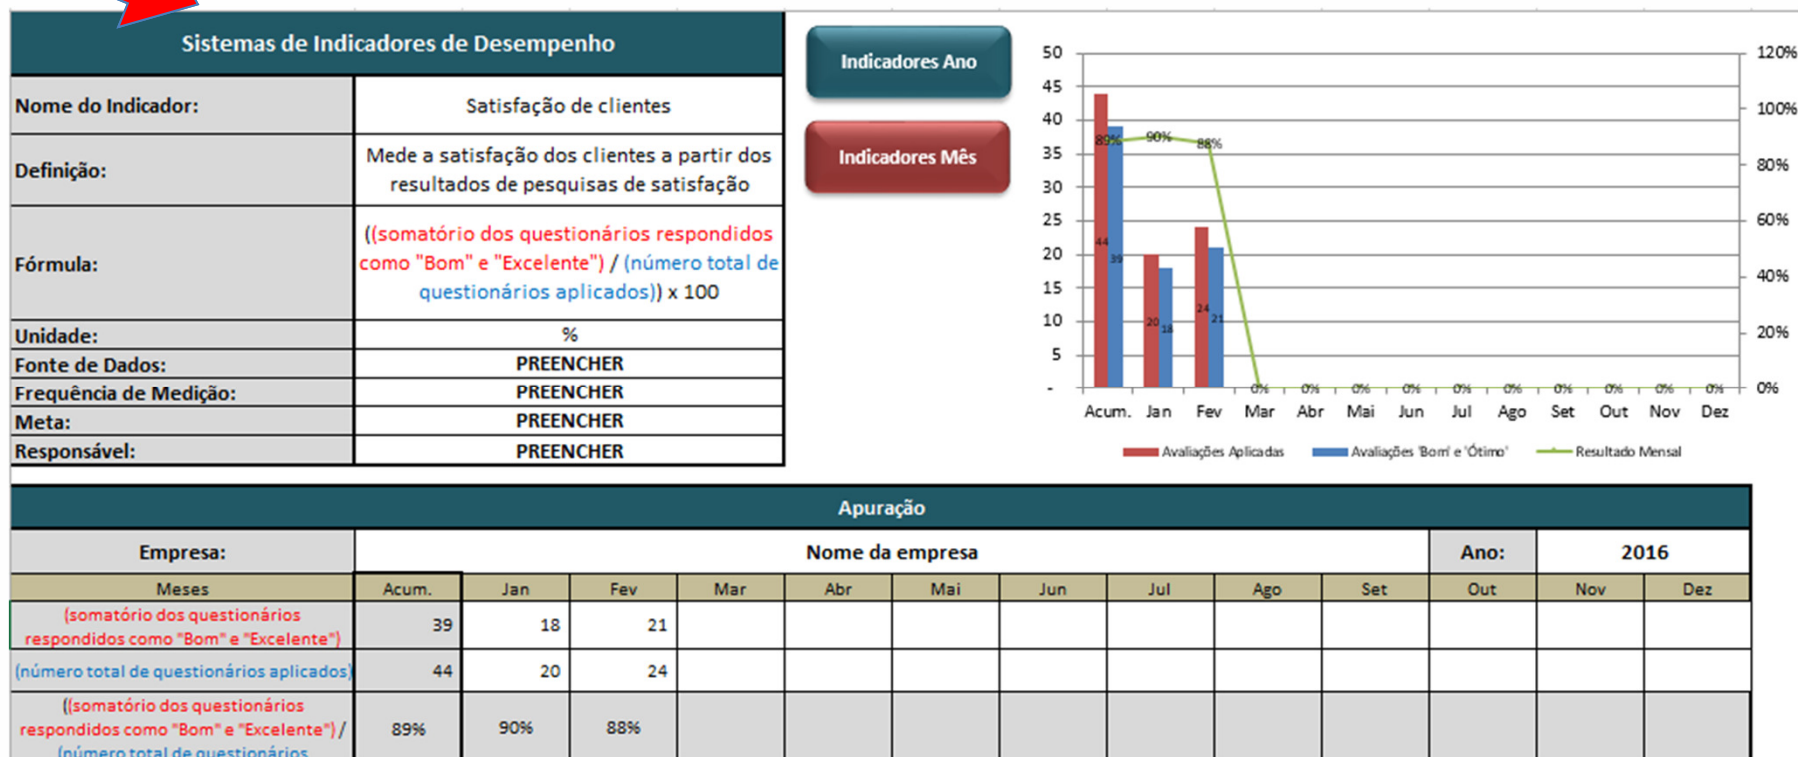 Sistemas de Indicadores de Desempenho
Nome do Indicador:
Satisfação de clientes
Definição:
Mede a satisfação dos clientes a partir dos
resultados de pesquisas de satisfação
Fórmula:
((somatório dos questionários respondidos
como "Bom" e "Excelente") / (número total de
questionários aplicados)) x 100
Unidade:
%
Fonte de Dados:
PREENCHER
Frequência de Medição:
PREENCHER
Meta:
PREENCHER
Responsável:
PREENCHER
Indicadores Ano
Indicadores Mês
50
45
40
35
30
25
20
15
10
5
-
120%
100%
80%
60%
40%
20%
0%
89%
90%
88%
44
39
20
18
24
21
0% 0% 0% 0% 0% 0% 0% 0% 0% 0%
Acum. Jan Fev Mar Abr Mai Jun Jul Ago Set Out Nov Dez
Avaliações Aplicadas Avaliações 'Bom' e 'Ótimo' Resultado Mensal
Apuração
Empresa: Nome da empresa Ano: 2016
Meses Acum. Jan Fev Mar Abr Mai Jun Jul Ago Set Out Nov Dez
(somatório dos questionários
respondidos como "Bom" e "Excelente")
39 18 21
(número total de questionários aplicados) 44 20 24
((somatório dos questionários
respondidos como "Bom" e "Excelente") /
(número total de questionários
89% 90% 88%